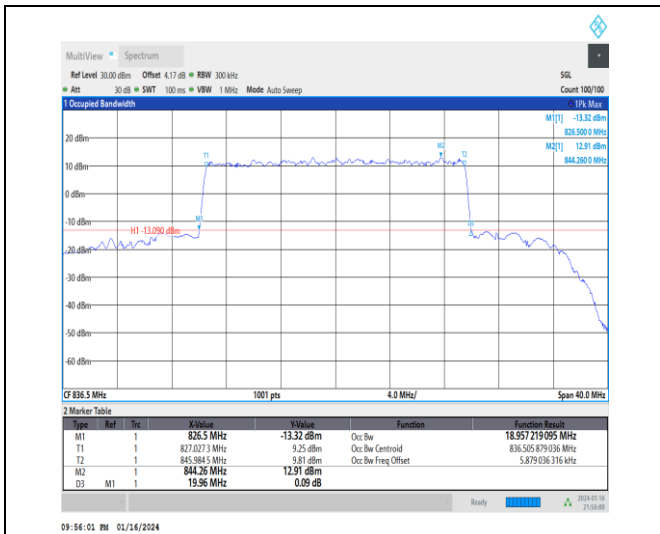 MultiView Spectrum
Ref Level 30.00 dBm Offset 4.17 dB RBW 300 kHz SGL
Att 30 dB SWT 100 ms VBW 1 MHz Mode Auto Sweep Count 100/100
1 Occupied Bandwidth 1Pk Max
M1[1] -13.32 dBm
826.5000 MHz
M2[1] 12.91 dBm
844.2600 MHz
20 dBm
M2
T1 T2
10 dBm
0 dBm
-10 dBm
M1
H1 -13.090 dBm
-20 dBm
-30 dBm
-40 dBm
-50 dBm
-60 dBm
CF 836.5 MHz 1001 pts 4.0 MHz/ Span 40.0 MHz
2 Marker Table
Type Ref Trc X-Value Y-Value Function Function Result
M1 1 826.5 MHz -13.32 dBm Occ Bw 18.957 219 095 MHz
T1 1 827.0273 MHz 9.25 dBm Occ Bw Centroid 836.505 879 036 MHz
T2 1 845.9845 MHz 9.81 dBm Occ Bw Freq Offset 5.879 036 316 kHz
M2 1 844.26 MHz 12.91 dBm
D3 M1 1 19.96 MHz 0.09 dB
Ready 2024-01-16
21:56:00
09:56:01 PM 01/16/2024